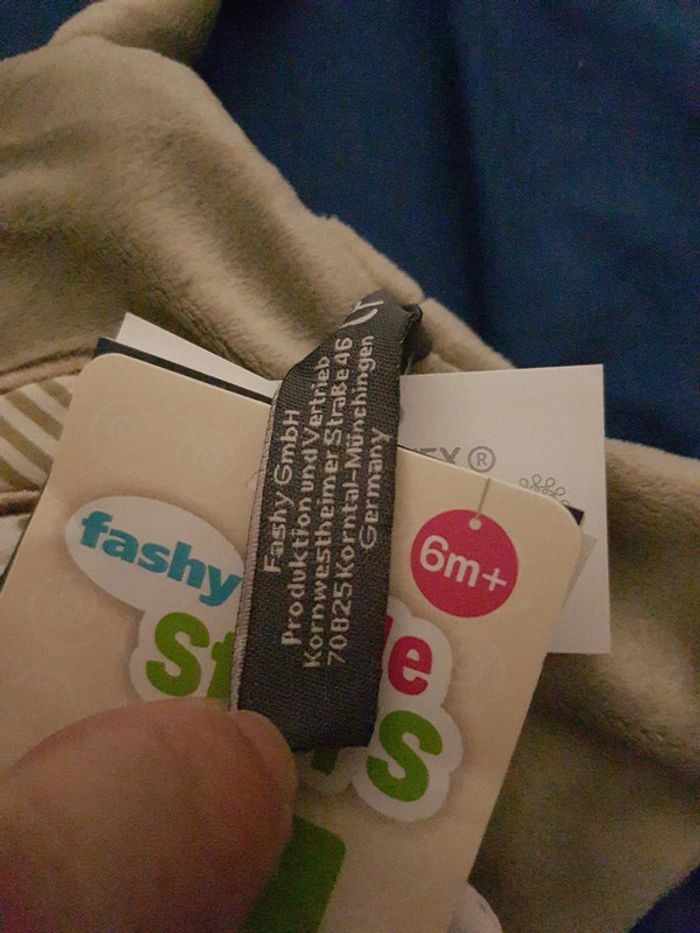 Fashy GmbH
Produktion und Vertrieb
Kornwestheimer Straße 46
70825 Korntal-Münchingen
Germany
fashy
6m+